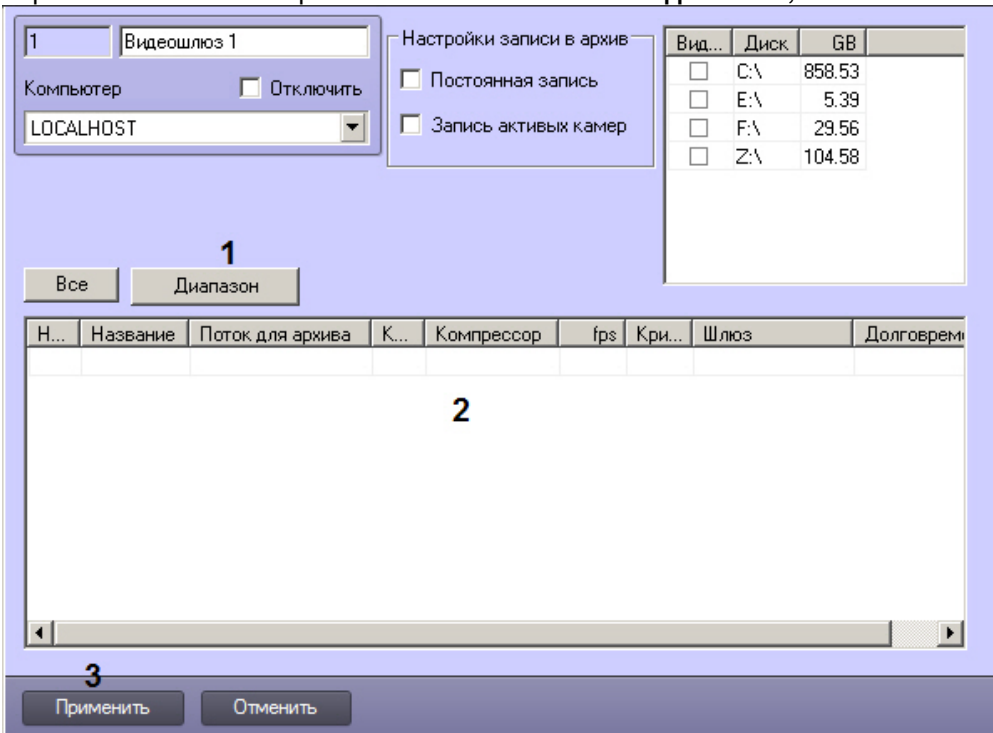 1 Видеошлюз 1
Компьютер Отключить
LOCALHOST
Настройки записи в архив
Постоянная запись
Запись активых камер
Вид... Диск GB
C:\ 858.53
E:\ 5.39
F:\ 29.56
Z:\ 104.58
1
Все Диапазон
Н... Название Поток для архива К... Компрессор fps Кри... Шлюз Долговреме
2
3
Применить Отменить